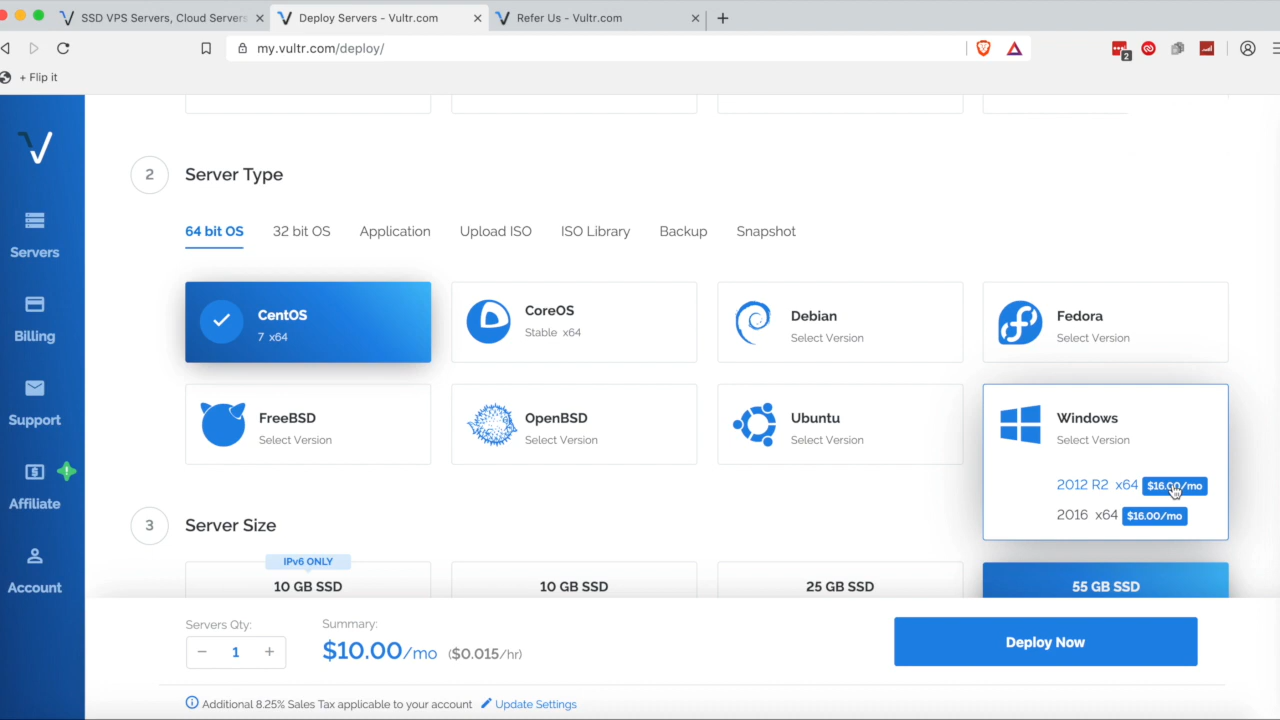 SSD VPS Servers, Cloud Servers
Deploy Servers - Vultr.com
Refer Us - Vultr.com
my.vultr.com/deploy/
2
+ Flip it
Servers
Billing
Support
Affiliate
Account
2 Server Type
64 bit OS 32 bit OS Application Upload ISO ISO Library Backup Snapshot
CentOS
7 x64
CoreOS
Stable x64
Debian
Select Version
Fedora
Select Version
FreeBSD
Select Version
OpenBSD
Select Version
Ubuntu
Select Version
Windows
Select Version
2012 R2 x64 $16.00/mo
2016 x64 $16.00/mo
3 Server Size
IPv6 ONLY
10 GB SSD
10 GB SSD
25 GB SSD
55 GB SSD
Servers Qty:
− 1 +
Summary:
$10.00/mo ($0.015/hr)
Deploy Now
Additional 8.25% Sales Tax applicable to your account Update Settings